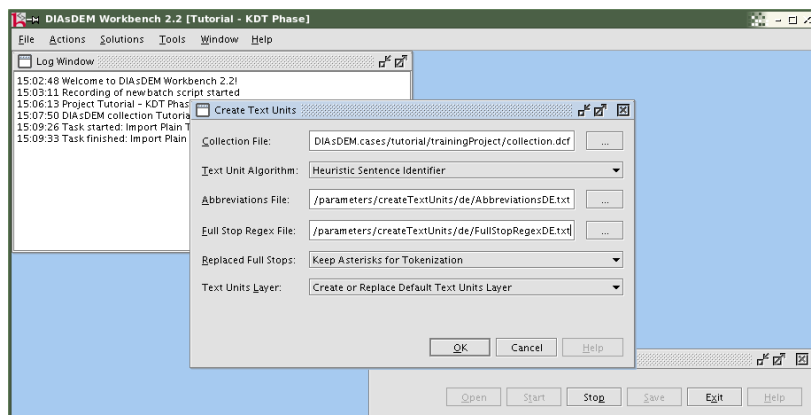 DIAsDEM Workbench 2.2 [Tutorial - KDT Phase]
File Actions Solutions Tools Window Help
Log Window
15:02:48 Welcome to DIAsDEM Workbench 2.2!
15:03:11 Recording of new batch script started
15:06:13 Project Tutorial - KDT Phas
15:07:50 DIAsDEM collection Tutoria
15:09:26 Task started: Import Plain T
15:09:33 Task finished: Import Plain
Create Text Units
Collection File: DIAsDEM.cases/tutorial/trainingProject/collection.dcf ...
Text Unit Algorithm: Heuristic Sentence Identifier
Abbreviations File: /parameters/createTextUnits/de/AbbreviationsDE.txt ...
Full Stop Regex File: /parameters/createTextUnits/de/FullStopRegexDE.txt ...
Replaced Full Stops: Keep Asterisks for Tokenization
Text Units Layer: Create or Replace Default Text Units Layer
OK Cancel Help
Open Start Stop Save Exit Help